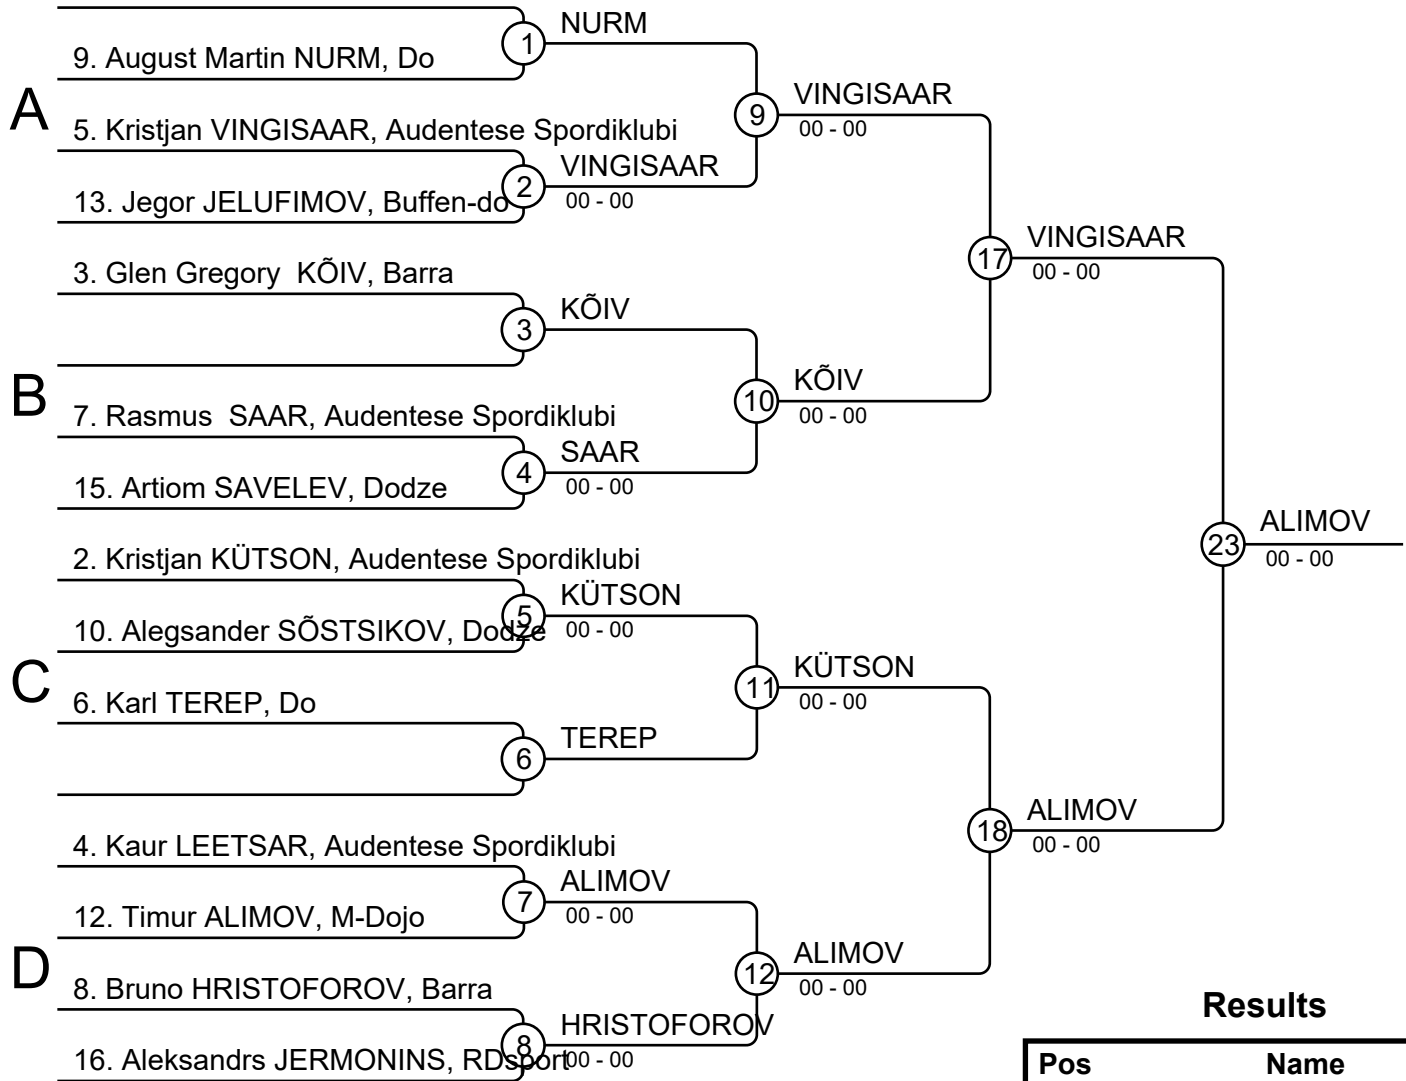 NURM
1
9. August Martin NURM, Do
A
VINGISAAR
9
00 - 00
5. Kristjan VINGISAAR, Audentese Spordiklubi
VINGISAAR
2
00 - 00
13. Jegor JELUFIMOV, Buffen-do
VINGISAAR
17
00 - 00
3. Glen Gregory  KÕIV, Barra
KÕIV
3
B
KÕIV
10
00 - 00
7. Rasmus  SAAR, Audentese Spordiklubi
SAAR
4
00 - 00
15. Artiom SAVELEV, Dodze
ALIMOV
23
00 - 00
2. Kristjan KÜTSON, Audentese Spordiklubi
KÜTSON
5
00 - 00
10. Alegsander SÕSTSIKOV, Dodze
C
KÜTSON
11
00 - 00
6. Karl TEREP, Do
TEREP
6
ALIMOV
18
00 - 00
4. Kaur LEETSAR, Audentese Spordiklubi
ALIMOV
7
00 - 00
12. Timur ALIMOV, M-Dojo
D
ALIMOV
12
00 - 00
8. Bruno HRISTOFOROV, Barra
HRISTOFOROV
8
00 - 00
16. Aleksandrs JERMONINS, RDsport
Results
Pos Name